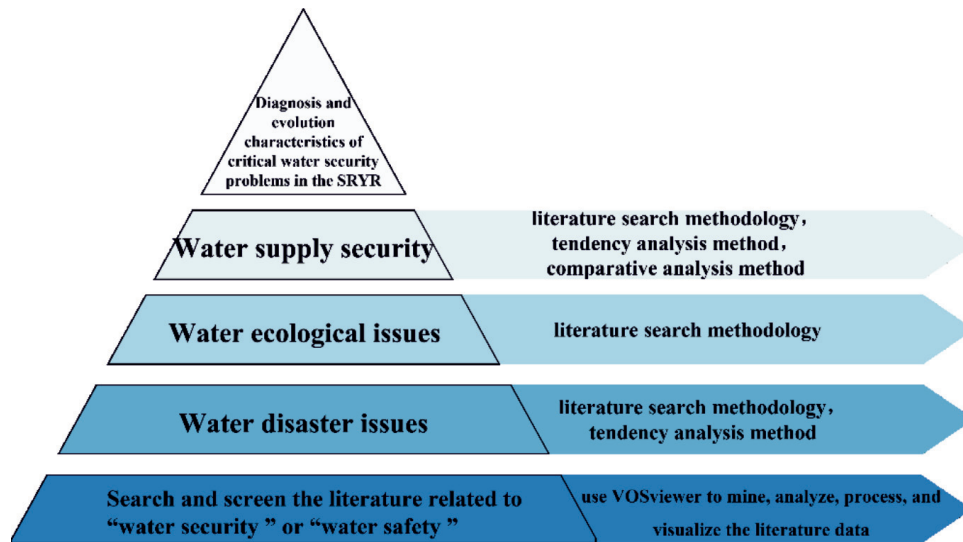 Diagnosis and
evolution
characteristics of
critical water security
problems in the SRYR
Water supply security
literature search methodology，
tendency analysis method，
comparative analysis method
Water ecological issues
literature search methodology
Water disaster issues
literature search methodology，
tendency analysis method
Search and screen the literature related to
“water security ” or “water safety ”
use VOSviewer to mine, analyze, process, and
visualize the literature data